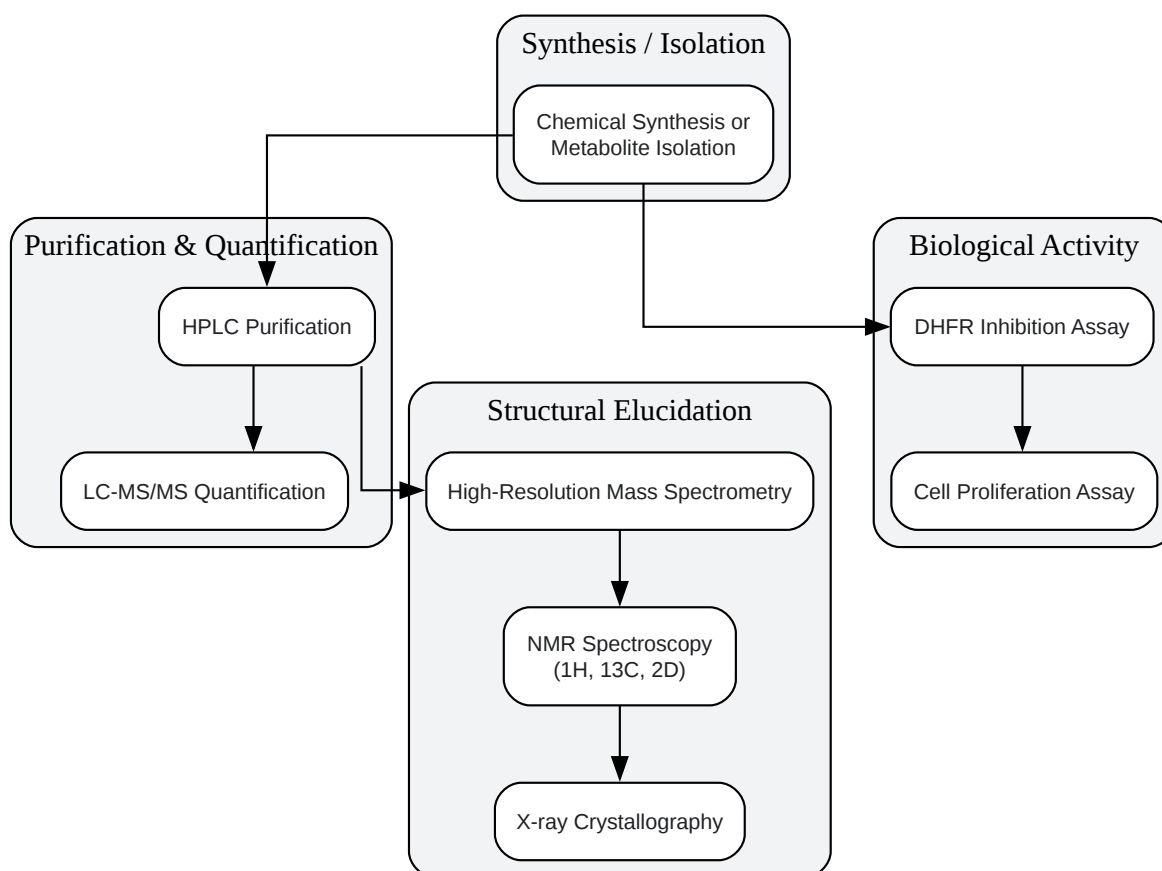 Synthesis / Isolation
Chemical Synthesis or
Metabolite Isolation
Purification & Quantification
HPLC Purification
LC-MS/MS Quantification
Structural Elucidation
High-Resolution Mass Spectrometry
NMR Spectroscopy
(1H, 13C, 2D)
X-ray Crystallography
Biological Activity
DHFR Inhibition Assay
Cell Proliferation Assay